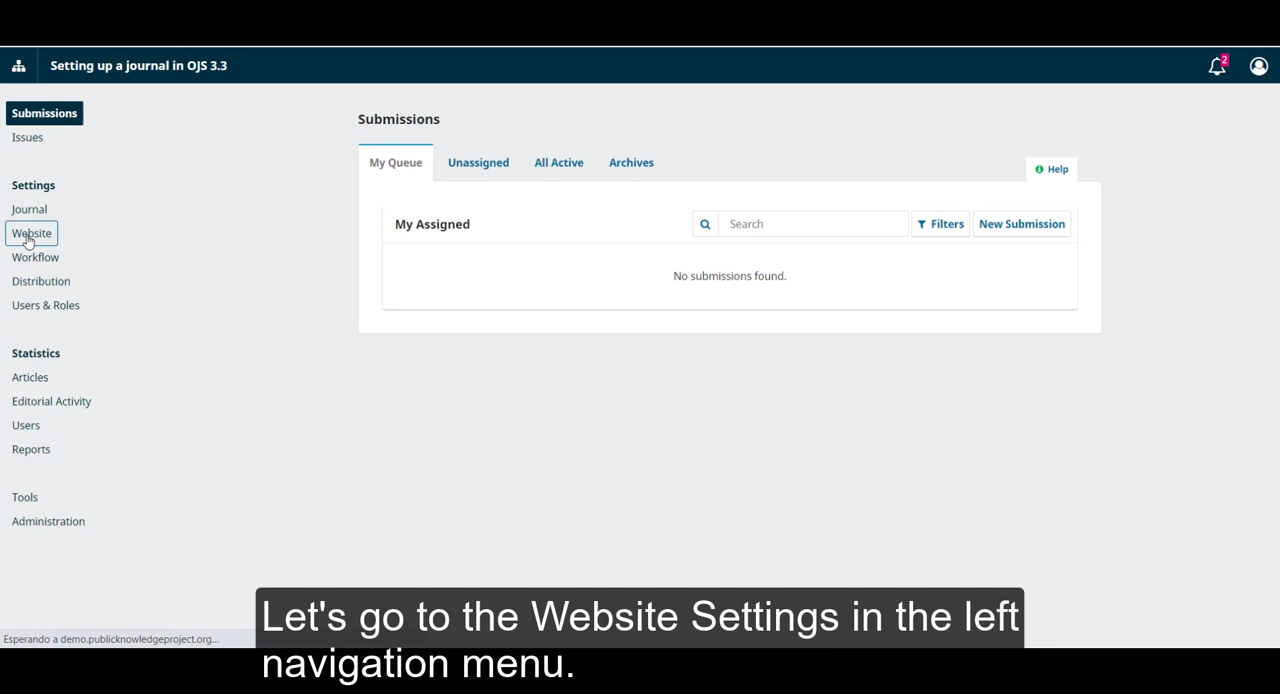 Setting up a journal in OJS 3.3
2
Submissions
Issues
Settings
Journal
Website
Workflow
Distribution
Users & Roles
Statistics
Articles
Editorial Activity
Users
Reports
Tools
Administration
Submissions
My Queue Unassigned All Active Archives
Help
My Assigned Search Filters New Submission
No submissions found.
Esperando a demo.publicknowledgeproject.org...
Let's go to the Website Settings in the left
navigation menu.